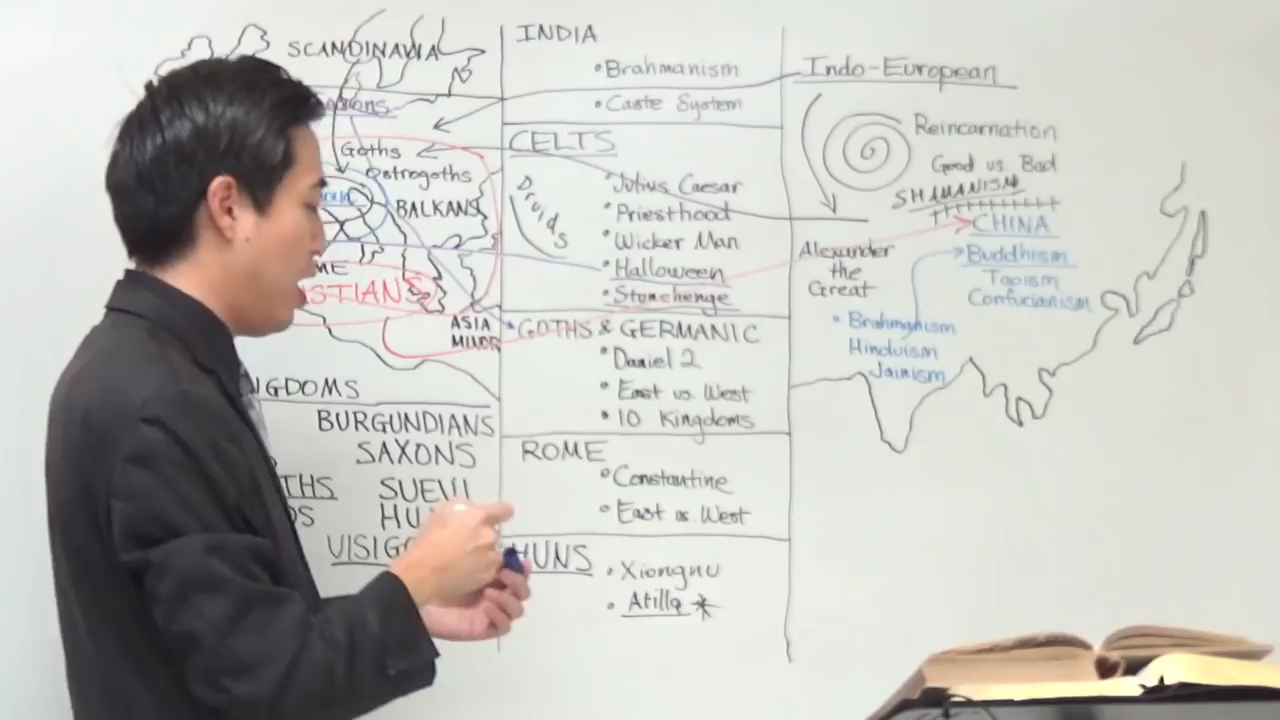 SCANDINAVIA
Goths
Ostrogoths
BALKANS
ASIA
MINOR
BURGUNDIANS
SAXONS
SUEVI
INDIA
• Brahmanism
• Caste System
CELTS
Druids
• Julius Caesar
• Priesthood
• Wicker Man
• Halloween
• Stonehenge
GOTHS & GERMANIC
• Daniel 2
• East vs. West
• 10 Kingdoms
ROME
• Constantine
• East vs. West
HUNS
• Xiongnu
• Atilla *
Indo-European
Reincarnation
Good vs. Bad
SHAMANISM
CHINA
Buddhism
Taoism
Confucianism
Alexander
the
Great
• Brahmanism
Hinduism
Jainism